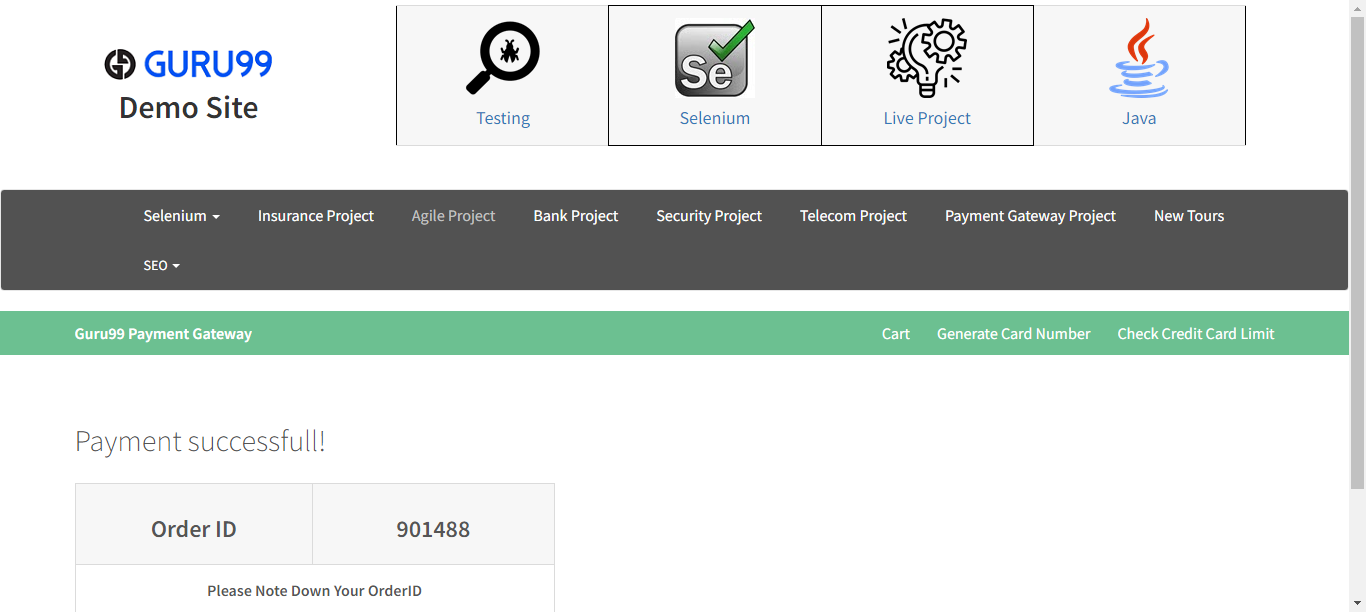 GURU99
Demo Site
Testing
Se
Selenium
Live Project
Java
Selenium Insurance Project Agile Project Bank Project Security Project Telecom Project Payment Gateway Project New Tours
SEO
Guru99 Payment Gateway Cart Generate Card Number Check Credit Card Limit
Payment successfull!
Order ID 901488
Please Note Down Your OrderID